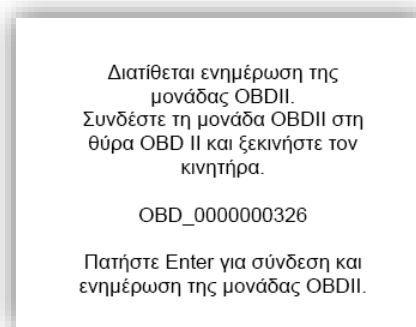 Διατίθεται ενημέρωση της
μονάδας OBDII.
Συνδέστε τη μονάδα OBDII στη
θύρα OBD II και ξεκινήστε τον
κινητήρα.
OBD_0000000326
Πατήστε Enter για σύνδεση και
ενημέρωση της μονάδας OBDII.